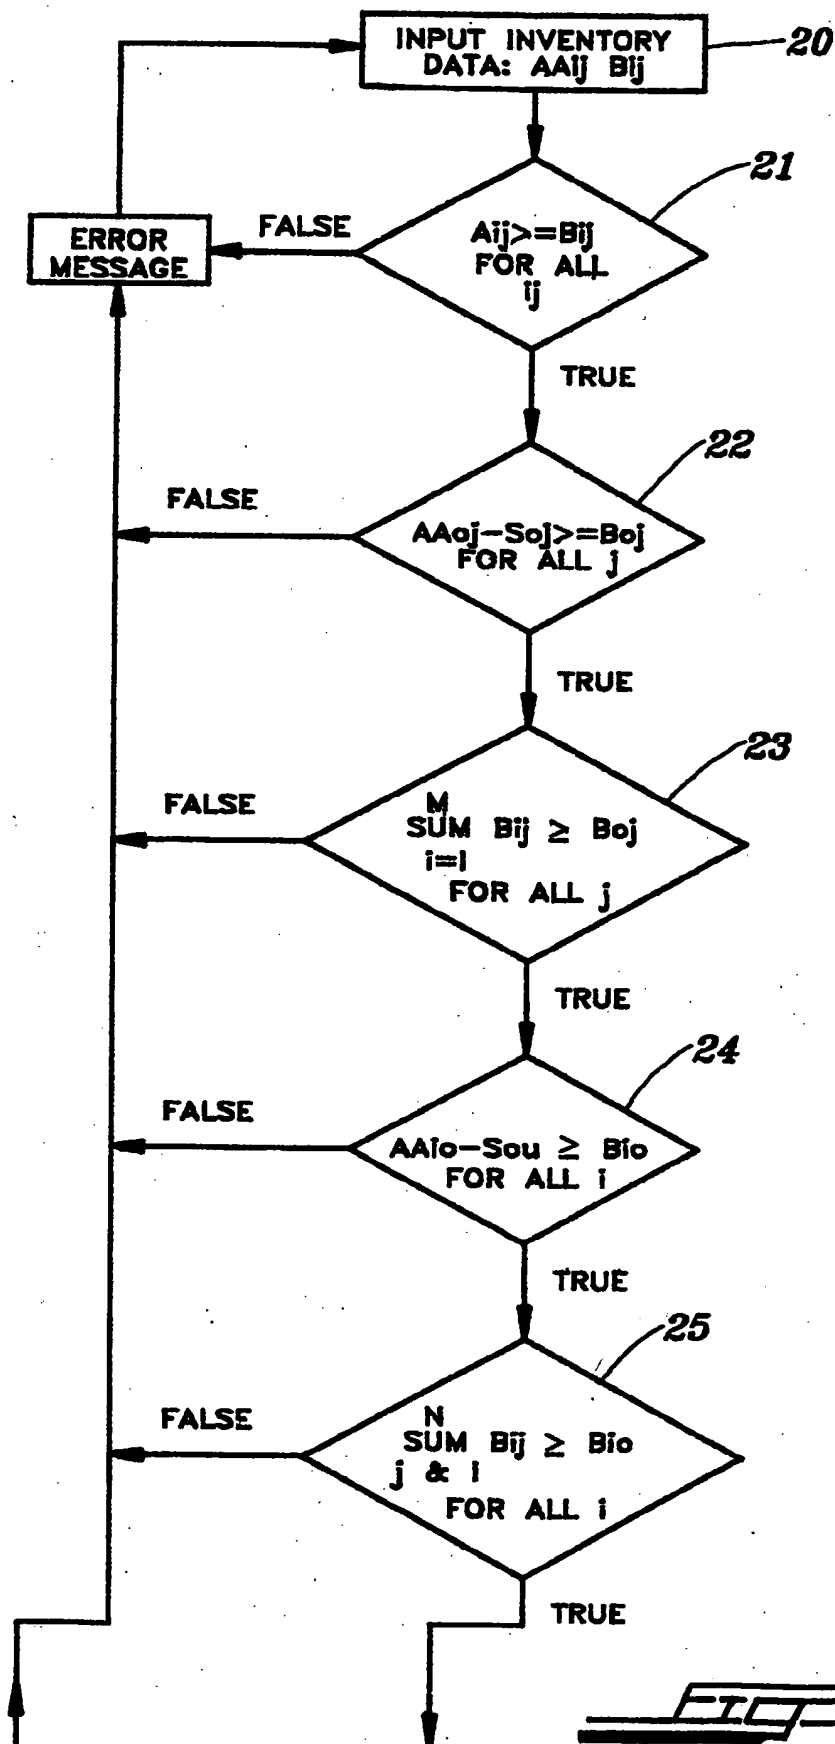 INPUT INVENTORY
DATA: AAij Bij
20
21
FALSE
Aij>=Bij
FOR ALL
ij
ERROR
MESSAGE
TRUE
22
FALSE
AAoj-Soj>=Boj
FOR ALL j
TRUE
23
FALSE
M
SUM Bij ≥ Boj
i=1
FOR ALL j
TRUE
24
FALSE
AAio-Sou ≥ Bio
FOR ALL i
TRUE
25
FALSE
N
SUM Bij ≥ Bio
j & i
FOR ALL i
TRUE